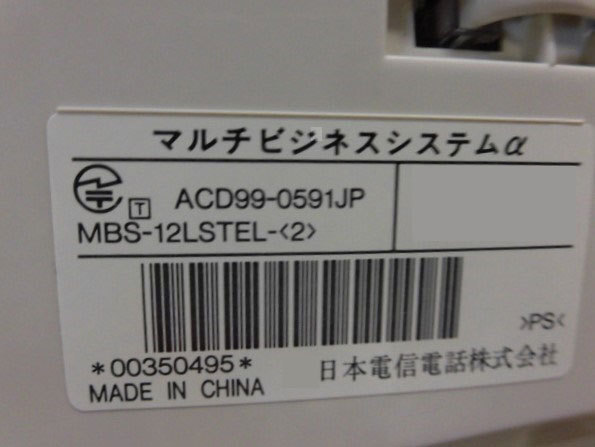 マルチビジネスシステムα
T ACD99-0591JP
MBS-12LSTEL-<2>
*00350495*
>PS<
MADE IN CHINA
日本電信電話株式会社